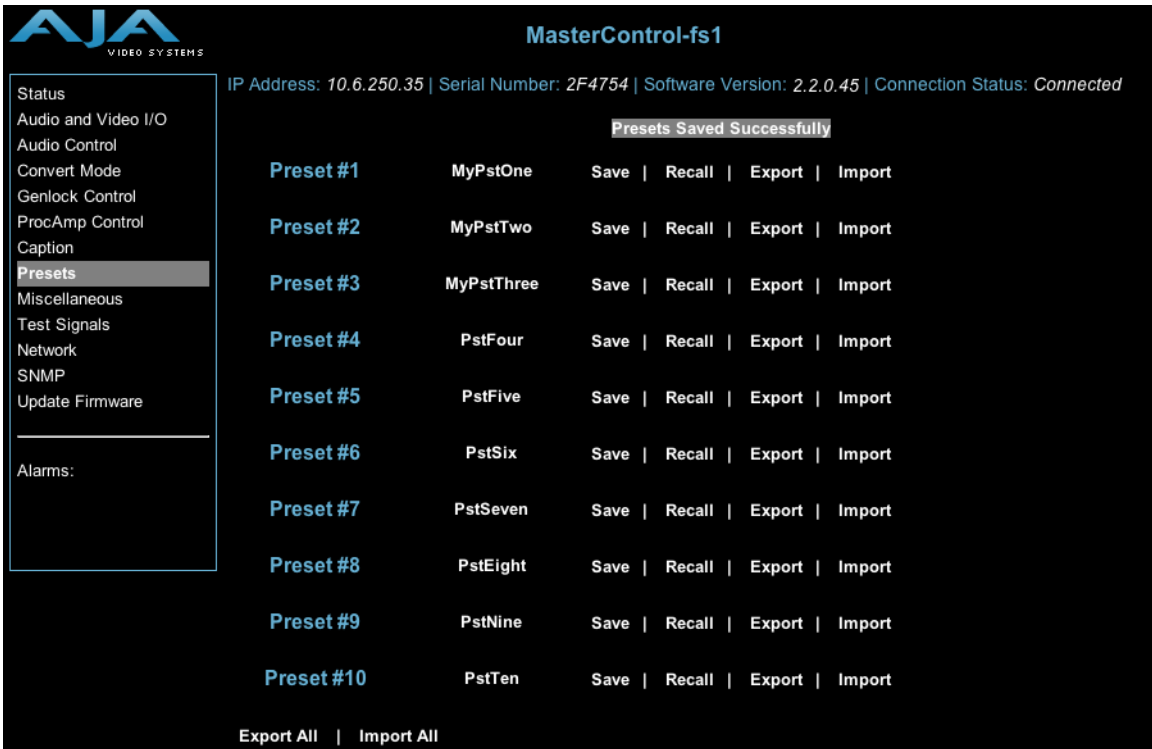 AJA
VIDEO SYSTEMS
MasterControl-fs1
IP Address: 10.6.250.35 | Serial Number: 2F4754 | Software Version: 2.2.0.45 | Connection Status: Connected
Status
Audio and Video I/O
Audio Control
Convert Mode
Genlock Control
ProcAmp Control
Caption
Presets
Miscellaneous
Test Signals
Network
SNMP
Update Firmware
Alarms:
Presets Saved Successfully
Preset #1 MyPstOne Save | Recall | Export | Import
Preset #2 MyPstTwo Save | Recall | Export | Import
Preset #3 MyPstThree Save | Recall | Export | Import
Preset #4 PstFour Save | Recall | Export | Import
Preset #5 PstFive Save | Recall | Export | Import
Preset #6 PstSix Save | Recall | Export | Import
Preset #7 PstSeven Save | Recall | Export | Import
Preset #8 PstEight Save | Recall | Export | Import
Preset #9 PstNine Save | Recall | Export | Import
Preset #10 PstTen Save | Recall | Export | Import
Export All | Import All